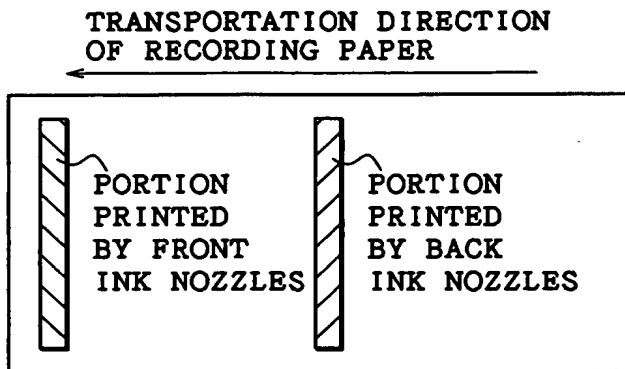 TRANSPORTATION DIRECTION
OF RECORDING PAPER
PORTION
PRINTED
BY FRONT
INK NOZZLES
PORTION
PRINTED
BY BACK
INK NOZZLES